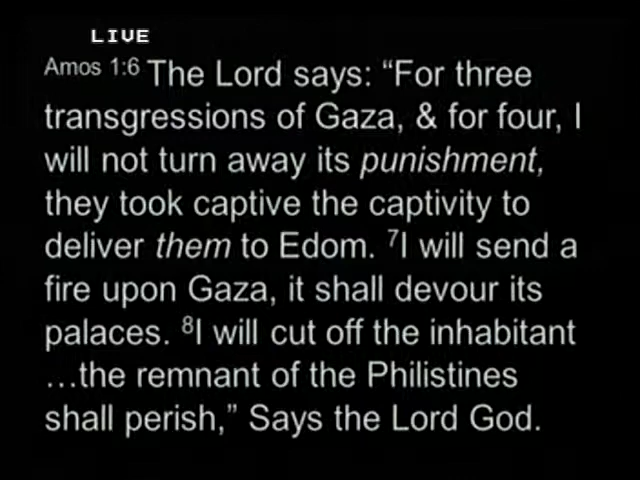 LIVE
Amos 1:6 The Lord says: “For three
transgressions of Gaza, & for four, I
will not turn away its punishment,
they took captive the captivity to
deliver them to Edom. 7I will send a
fire upon Gaza, it shall devour its
palaces. 8I will cut off the inhabitant
…the remnant of the Philistines
shall perish,” Says the Lord God.